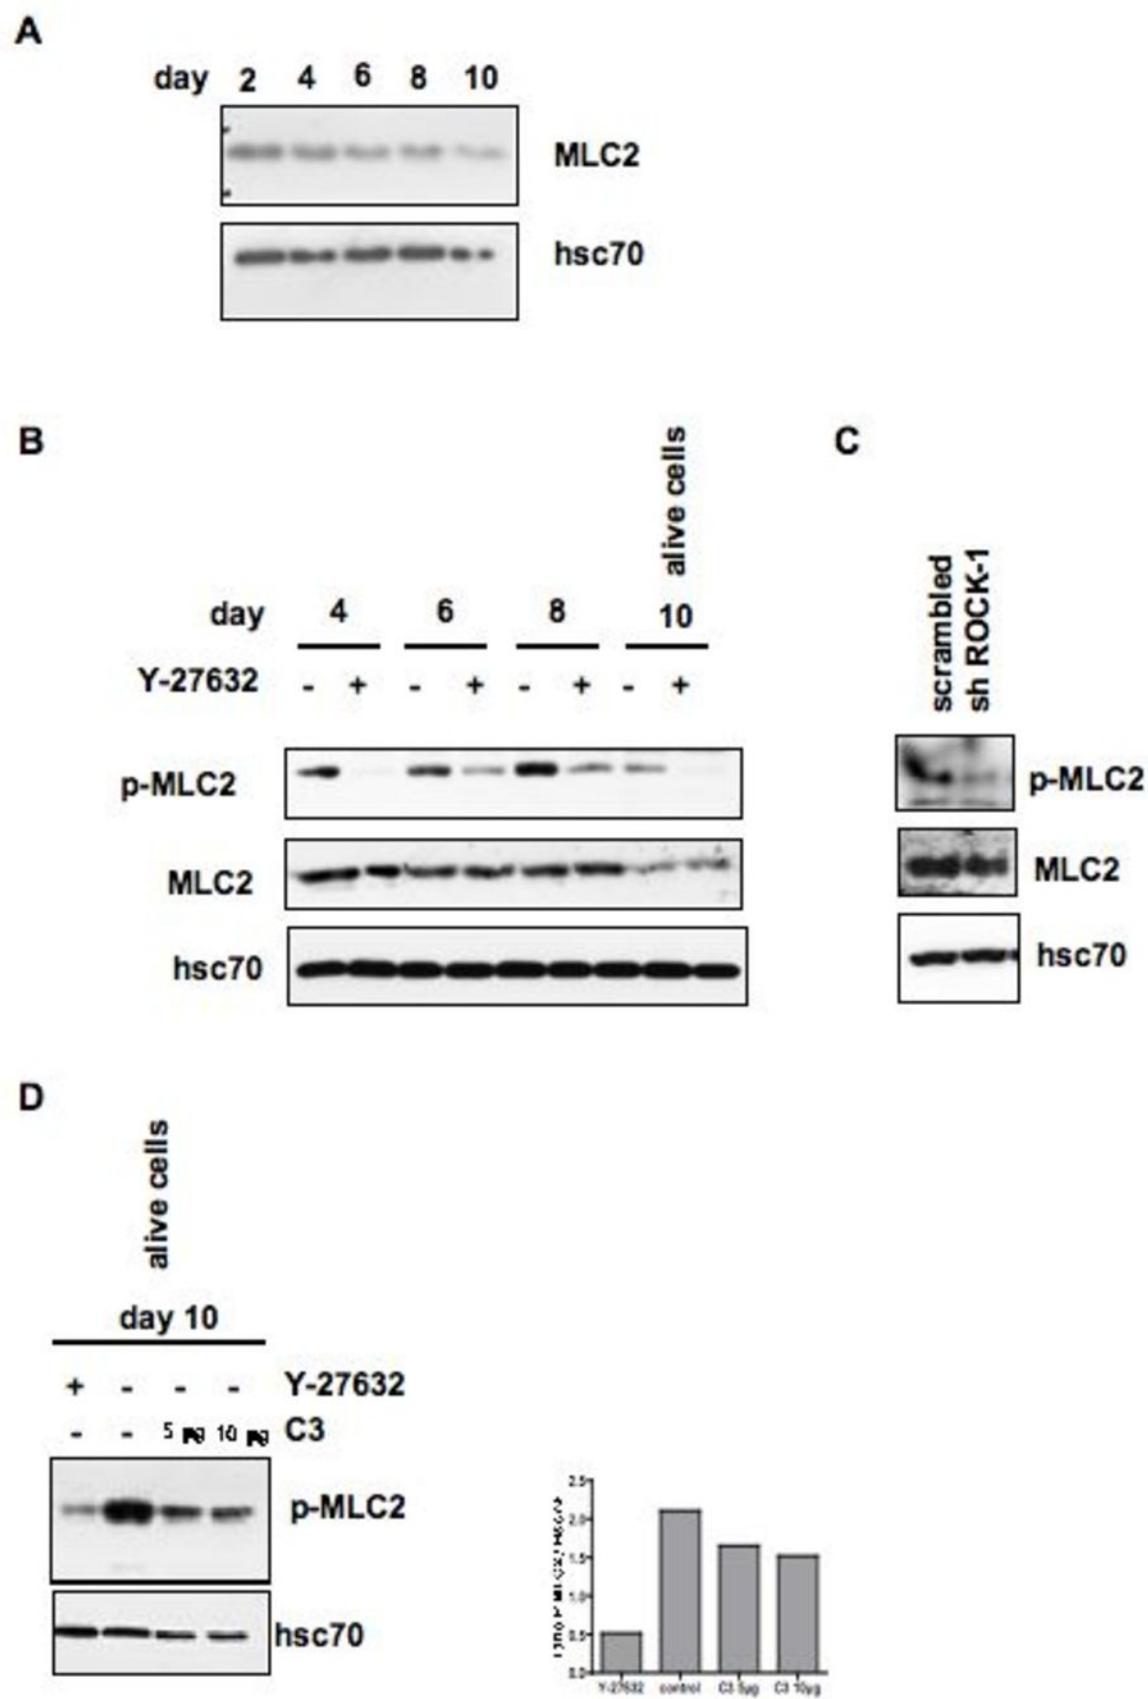 A
day 2 4 6 8 10
MLC2
hsc70
B
C
alive cells
scrambled
sh ROCK-1
day 4 6 8 10
Y-27632 - + - + - + - +
p-MLC2
p-MLC2
MLC2
MLC2
hsc70
hsc70
D
alive cells
day 10
+ - - - Y-27632
- - 5 µg 10 µg C3
p-MLC2
hsc70
2.5
2.0
1.5
1.0
0.5
0.0
Y-27632 control C3 5µg C3 10µg